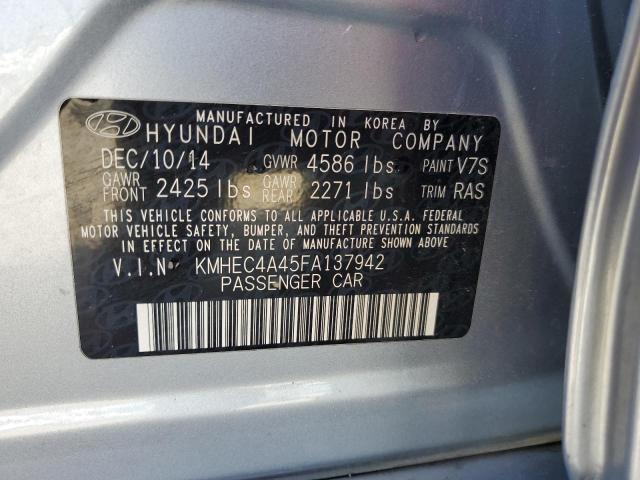 MANUFACTURED IN KOREA BY
HYUNDAI MOTOR COMPANY
DEC/10/14 GVWR 4586 lbs PAINT V7S
GAWR FRONT 2425 lbs GAWR REAR 2271 lbs TRIM RAS
THIS VEHICLE CONFORMS TO ALL APPLICABLE U.S.A. FEDERAL
MOTOR VEHICLE SAFETY, BUMPER, AND THEFT PREVENTION
STANDARDS IN EFFECT ON THE DATE OF MANUFACTURE SHOWN ABOVE.
V.I.N KMHEC4A45FA137942
PASSENGER CAR